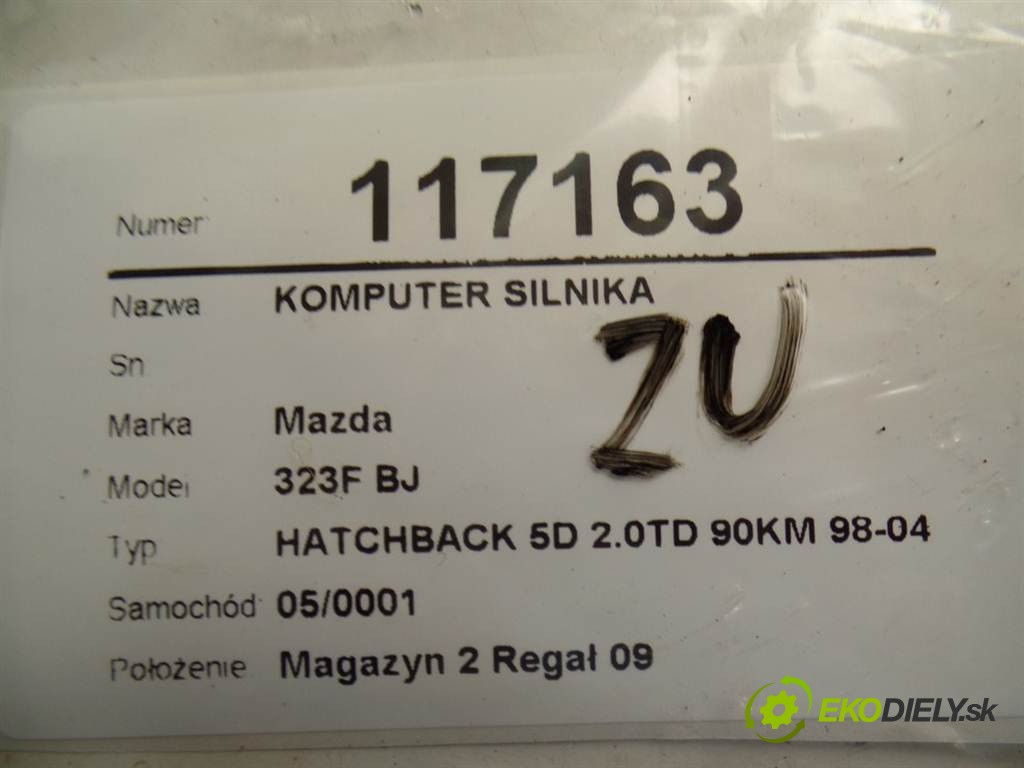 Numer 117163
Nazwa KOMPUTER SILNIKA
ZU
Sn
Marka Mazda
Model 323F BJ
Typ HATCHBACK 5D 2.0TD 90KM 98-04
Samochód 05/0001
Położenie Magazyn 2 Regał 09
EKODIELY.sk